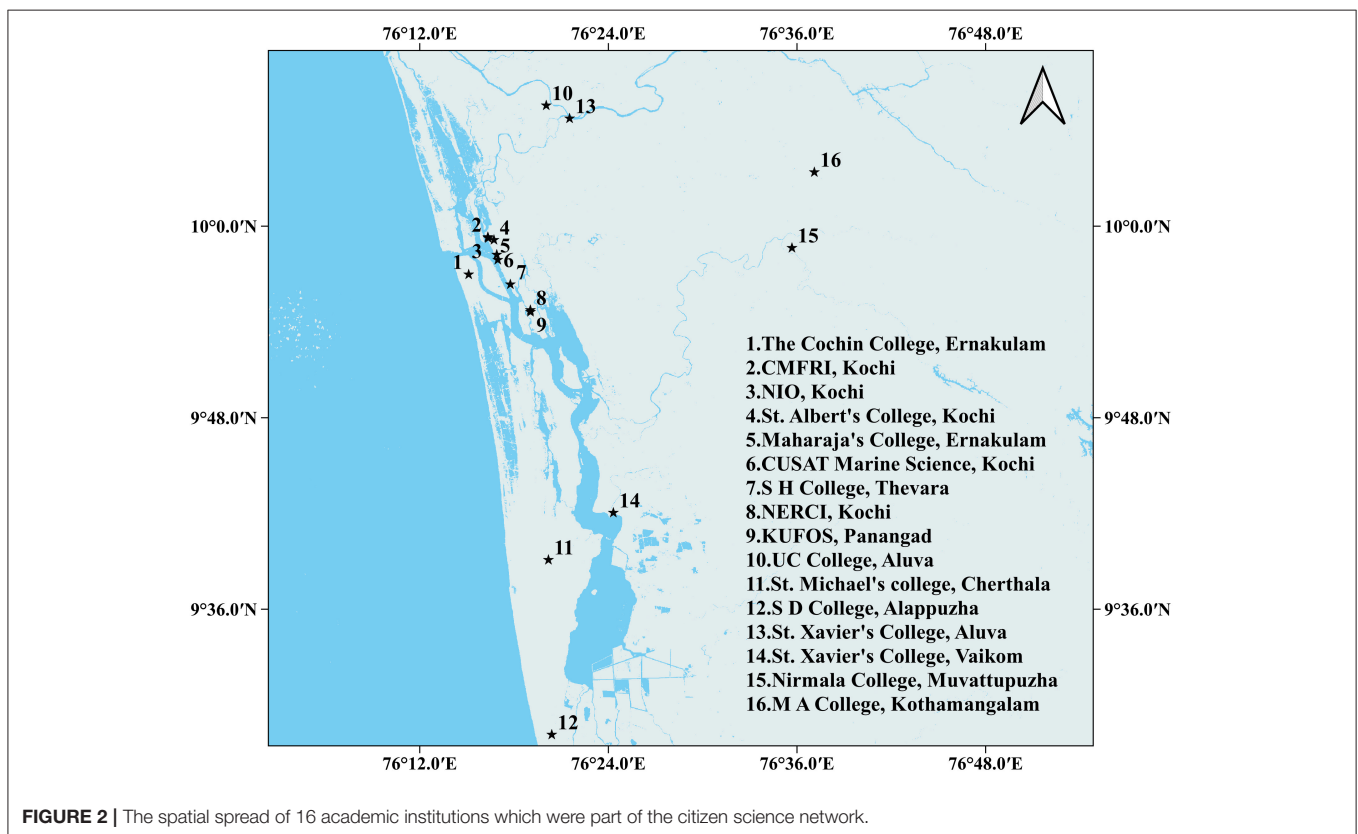 76°12.0′E 76°24.0′E 76°36.0′E 76°48.0′E
10
13
16
10°0.0′N 10°0.0′N
2
4
5
3
6
15
1
7
8
9
1.The Cochin College, Ernakulam
2.CMFRI, Kochi
3.NIO, Kochi
9°48.0′N 9°48.0′N
4.St. Albert's College, Kochi
5.Maharaja's College, Ernakulam
6.CUSAT Marine Science, Kochi
7.S H College, Thevara
14
8.NERCI, Kochi
9.KUFOS, Panangad
11
10.UC College, Aluva
11.St. Michael's college, Cherthala
9°36.0′N 9°36.0′N
12.S D College, Alappuzha
13.St. Xavier's College, Aluva
14.St. Xavier's College, Vaikom
15.Nirmala College, Muvattupuzha
16.M A College, Kothamangalam
12
76°12.0′E 76°24.0′E 76°36.0′E 76°48.0′E
FIGURE 2 | The spatial spread of 16 academic institutions which were part of the citizen science network.